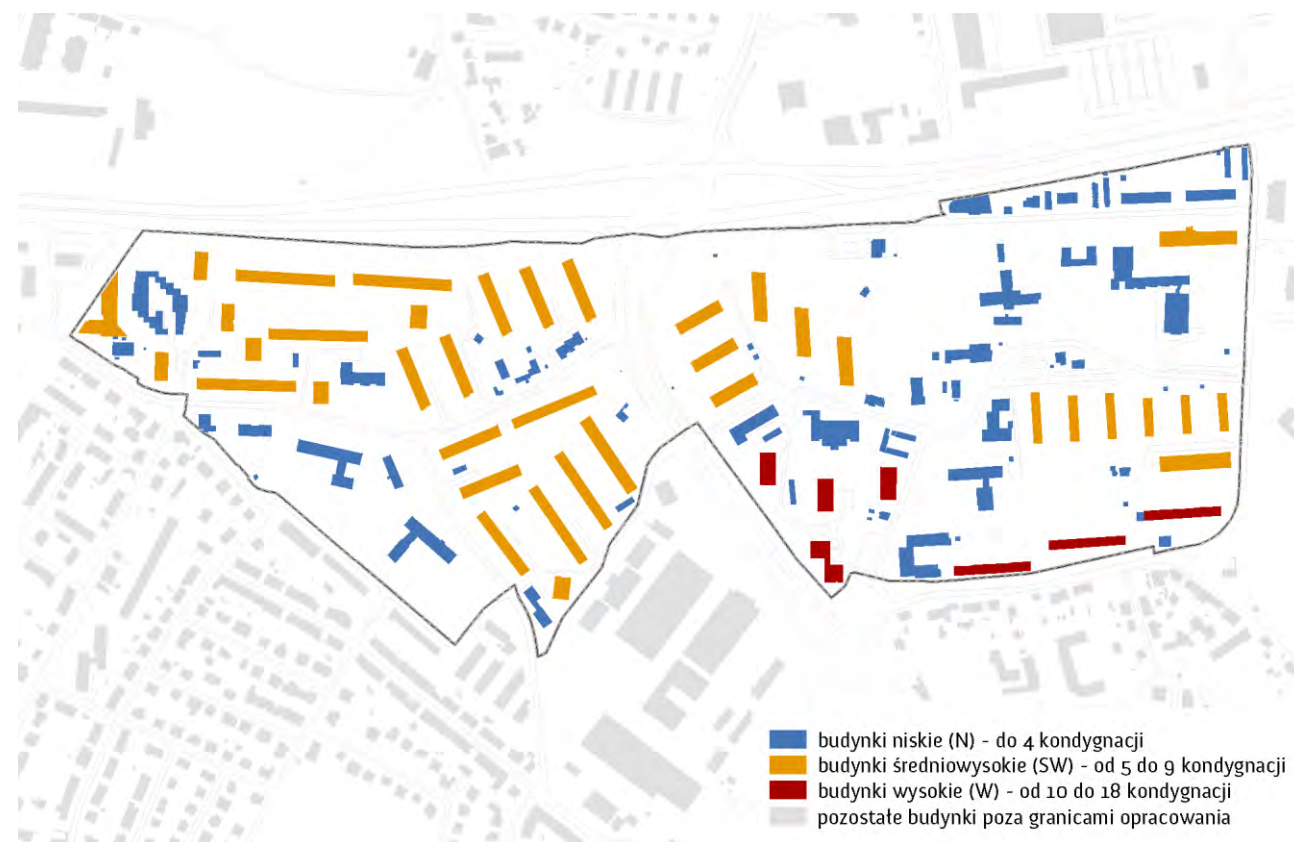 budynki niskie (N) - do 4 kondygnacji
budynki średniowysokie (SW) - od 5 do 9 kondygnacji
budynki wysokie (W) - od 10 do 18 kondygnacji
pozostałe budynki poza granicami opracowania